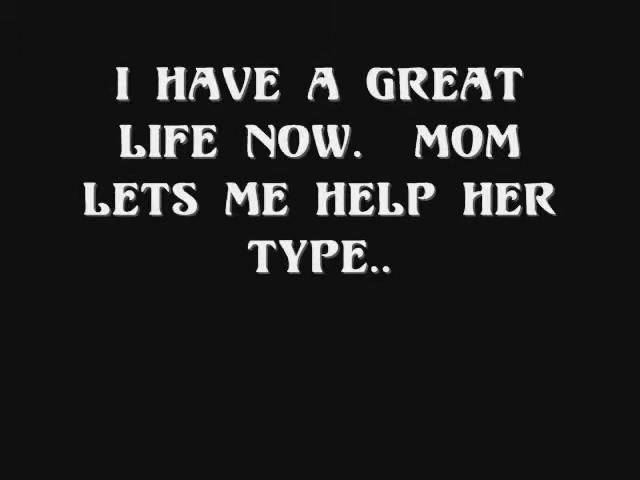 I HAVE A GREAT
LIFE NOW. MOM
LETS ME HELP HER
TYPE..